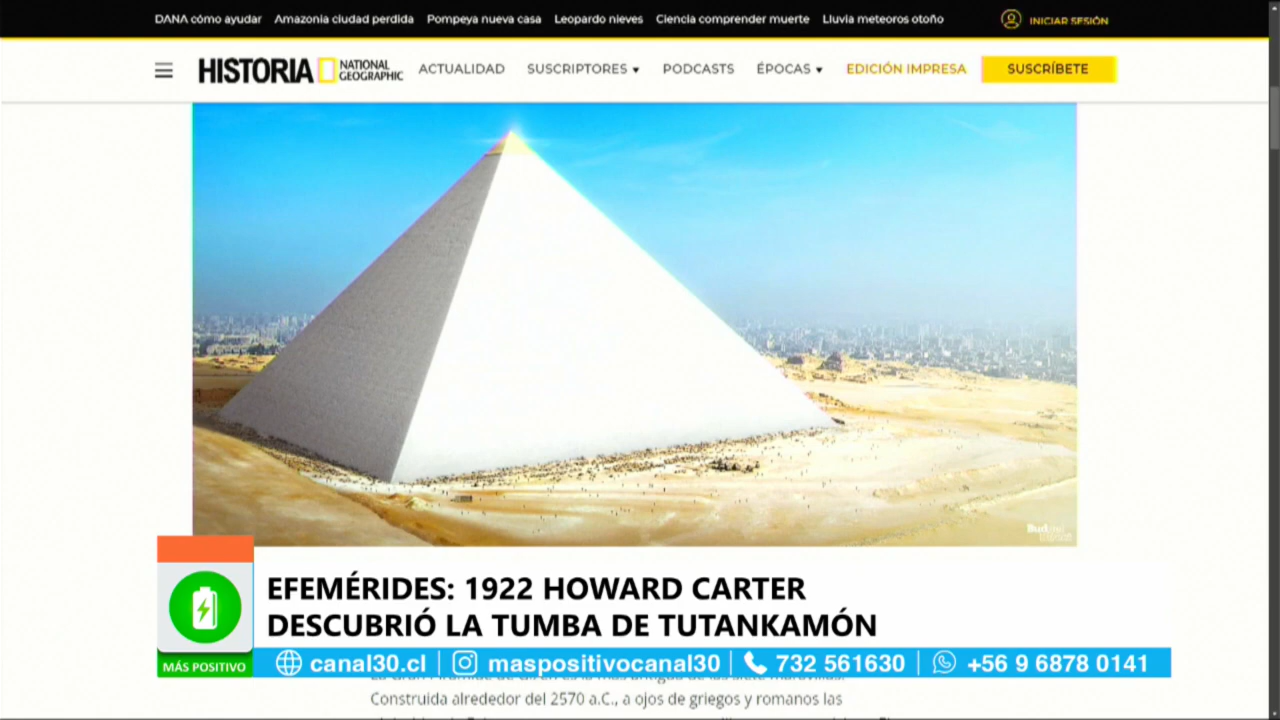 DANA cómo ayudar Amazonia ciudad perdida Pompeya nueva casa Leopardo nieves Ciencia comprender muerte Lluvia meteoros otoño INICIAR SESIÓN
HISTORIA NATIONAL GEOGRAPHIC ACTUALIDAD SUSCRIPTORES PODCASTS ÉPOCAS EDICIÓN IMPRESA SUSCRÍBETE
EFEMÉRIDES: 1922 HOWARD CARTER
DESCUBRIÓ LA TUMBA DE TUTANKAMÓN
MÁS POSITIVO canal30.cl maspositivocanal30 732 561630 +56 9 6878 0141
Construida alrededor del 2570 a.C., a ojos de griegos y romanos las